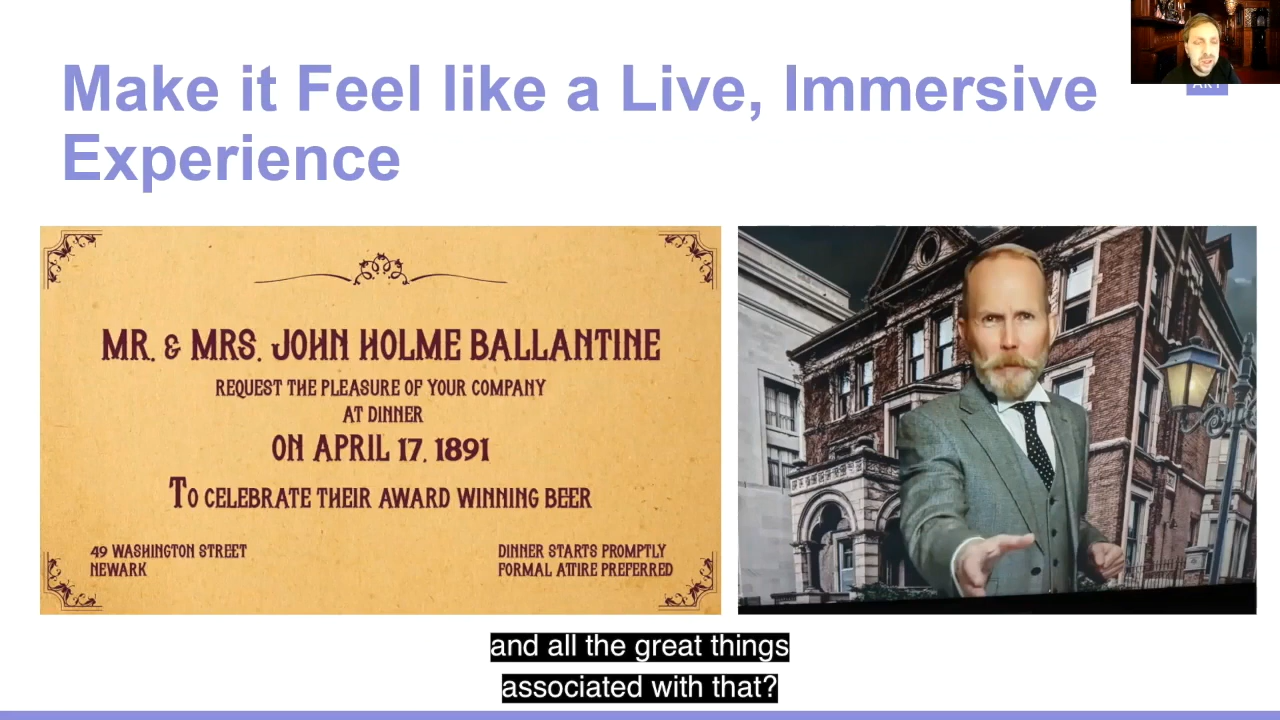 Make it Feel like a Live, Immersive
Experience
MR. & MRS. JOHN HOLME BALLANTINE
REQUEST THE PLEASURE OF YOUR COMPANY
AT DINNER
ON APRIL 17, 1891
TO CELEBRATE THEIR AWARD WINNING BEER
49 WASHINGTON STREET
NEWARK
DINNER STARTS PROMPTLY
FORMAL ATTIRE PREFERRED
and all the great things
associated with that?